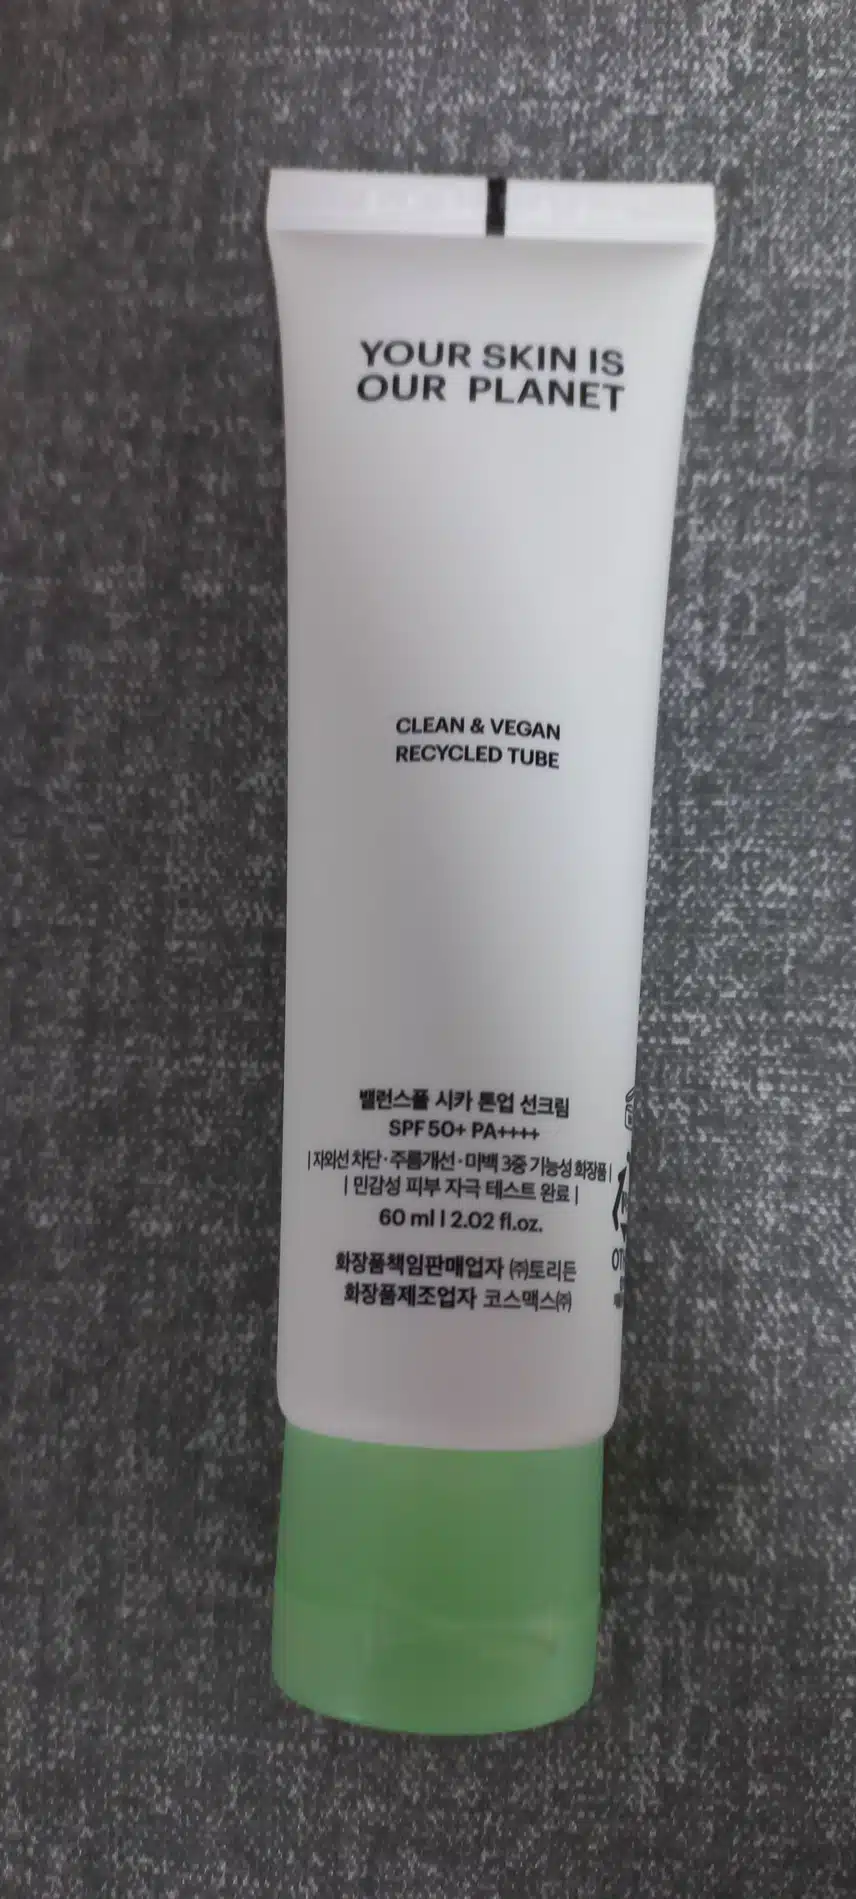 YOUR SKIN IS
OUR PLANET
CLEAN & VEGAN
RECYCLED TUBE
밸런스풀 시카 톤업 선크림
SPF 50+ PA++++
|자외선 차단·주름개선·미백 3중 기능성 화장품|
| 민감성 피부 자극 테스트 완료 |
60 ml l 2.02 fl.oz.
화장품책임판매업자 ㈜토리든
화장품제조업자 코스맥스㈜